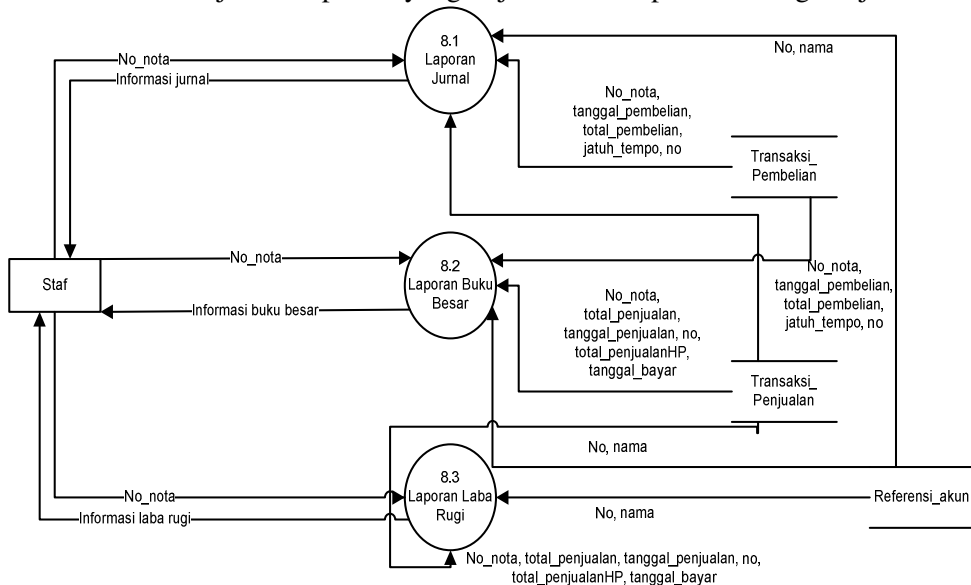 8.1
Laporan
Jurnal
No, nama
No_nota
Informasi jurnal
No_nota,
tanggal_pembelian,
total_pembelian,
jatuh_tempo, no
Transaksi_
Pembelian
Staf
No_nota
8.2
Laporan Buku
Besar
Informasi buku besar
No_nota,
tanggal_pembelian,
total_pembelian,
jatuh_tempo, no
No_nota,
total_penjualan,
tanggal_penjualan, no,
total_penjualanHP,
tanggal_bayar
Transaksi_
Penjualan
No, nama
8.3
Laporan Laba
Rugi
No_nota
Informasi laba rugi
Referensi_akun
No, nama
No_nota, total_penjualan, tanggal_penjualan, no,
total_penjualanHP, tanggal_bayar